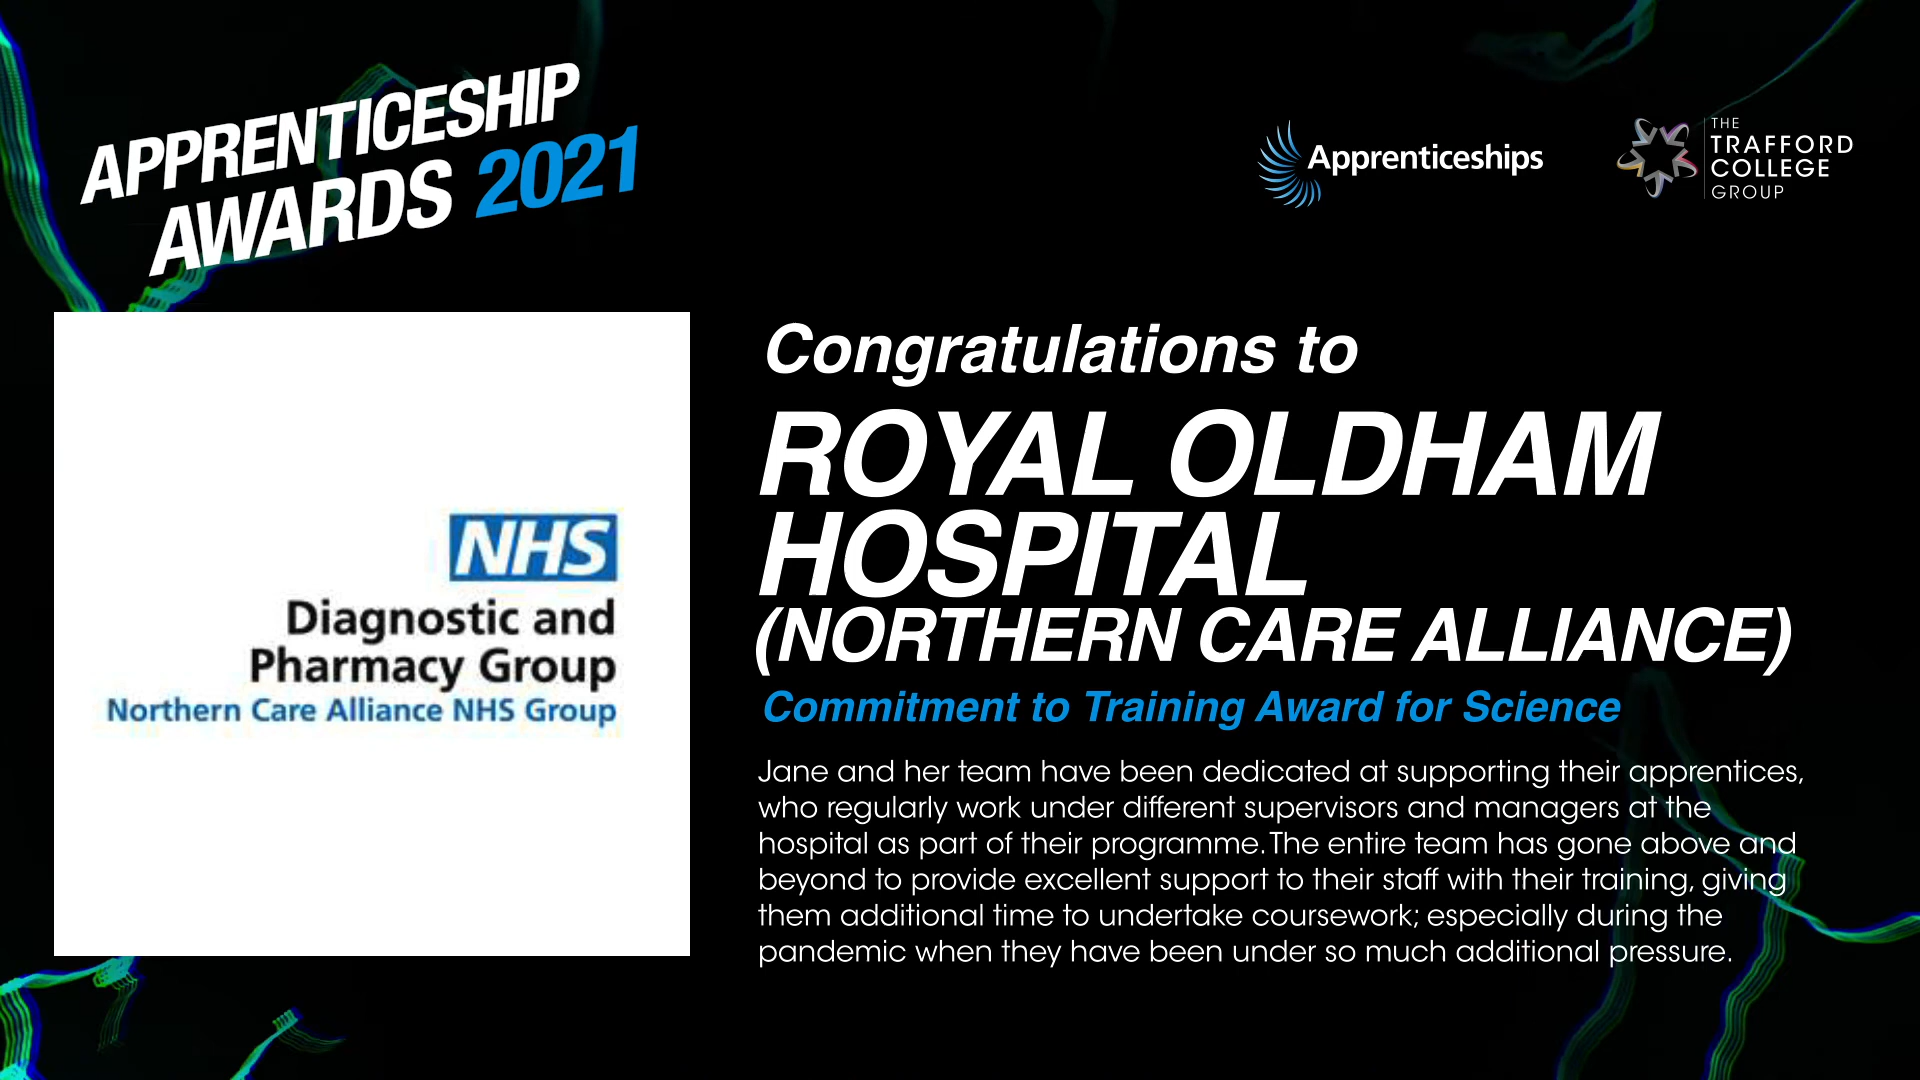 APPRENTICESHIP
AWARDS 2021
Apprenticeships
THE
TRAFFORD
COLLEGE
GROUP
NHS
Diagnostic and
Pharmacy Group
Northern Care Alliance NHS Group
Congratulations to
ROYAL OLDHAM
HOSPITAL
(NORTHERN CARE ALLIANCE)
Commitment to Training Award for Science
Jane and her team have been dedicated at supporting their apprentices,
who regularly work under different supervisors and managers at the
hospital as part of their programme. The entire team has gone above and
beyond to provide excellent support to their staff with their training, giving
them additional time to undertake coursework; especially during the
pandemic when they have been under so much additional pressure.